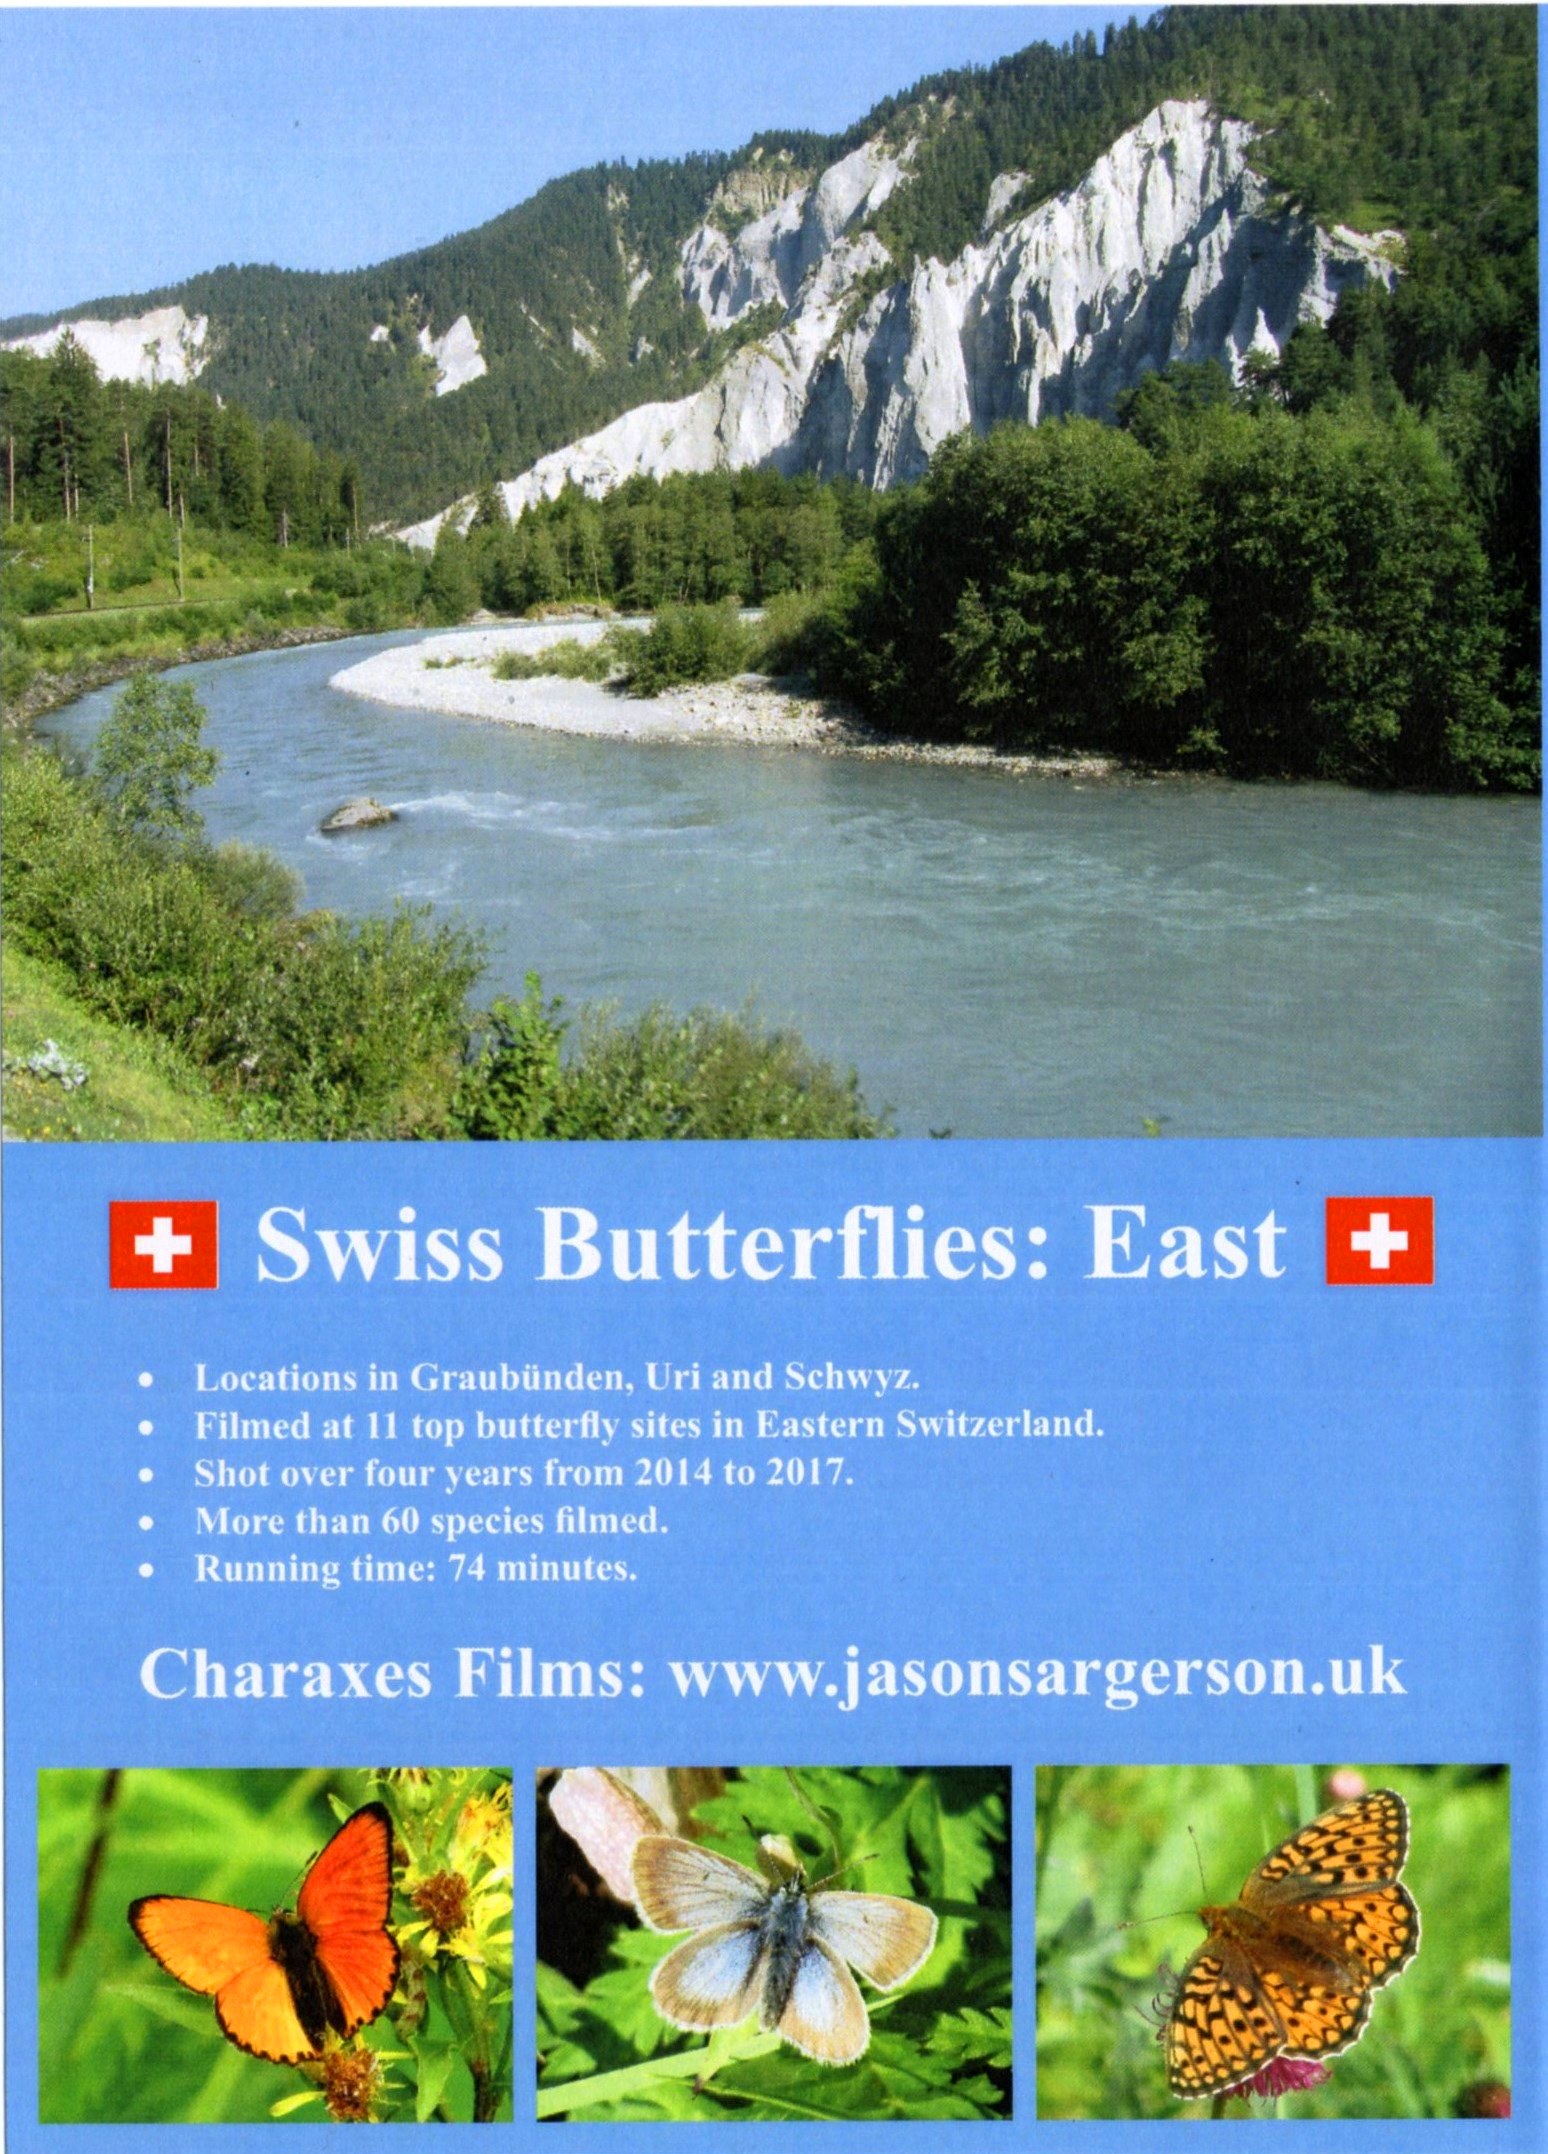 Swiss Butterflies: East
• Locations in Graubünden, Uri and Schwyz.
• Filmed at 11 top butterfly sites in Eastern Switzerland.
• Shot over four years from 2014 to 2017.
• More than 60 species filmed.
• Running time: 74 minutes.
Charaxes Films: www.jasonsargerson.uk